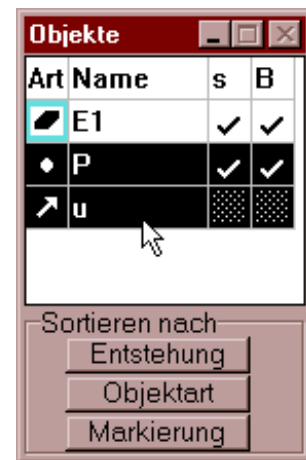 Objekte
Art Name s B
E1
P
u
Sortieren nach
Entstehung
Objektart
Markierung